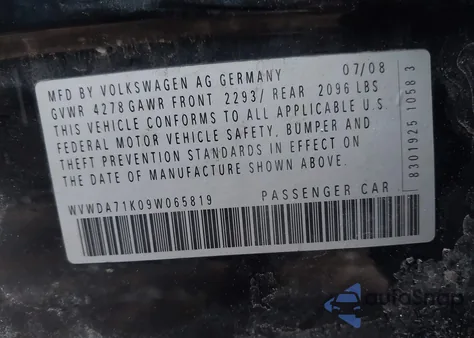 MFD BY VOLKSWAGEN AG GERMANY 07/08
GVWR 4278 GAWR FRONT 2293/ REAR 2096 LBS
THIS VEHICLE CONFORMS TO ALL APPLICABLE U.S.
FEDERAL MOTOR VEHICLE SAFETY, BUMPER AND
THEFT PREVENTION STANDARDS IN EFFECT ON
THE DATE OF MANUFACTURE SHOWN ABOVE.
WVWDA71K09W065819 PASSENGER CAR
8301925 10583
autoSnap